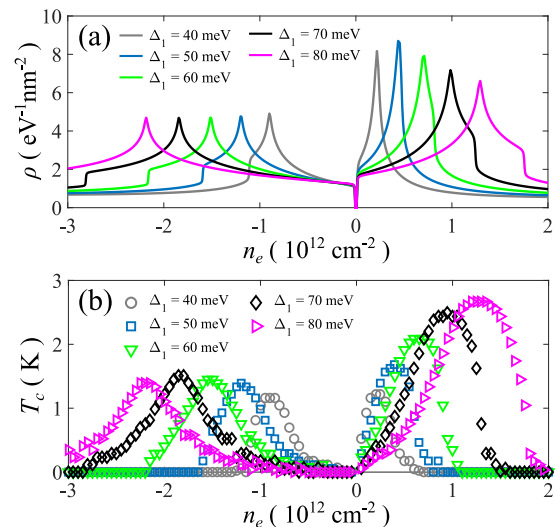 10
8
6
4
2
0
ρ ( eV⁻¹nm⁻² )
(a)
Δ₁ = 40 meV
Δ₁ = 50 meV
Δ₁ = 60 meV
Δ₁ = 70 meV
Δ₁ = 80 meV
-3 -2 -1 0 1 2
nₑ ( 10¹² cm⁻² )
3
2
1
0
T_c ( K )
(b)
Δ₁ = 40 meV
Δ₁ = 50 meV
Δ₁ = 60 meV
Δ₁ = 70 meV
Δ₁ = 80 meV
-3 -2 -1 0 1 2
nₑ ( 10¹² cm⁻² )